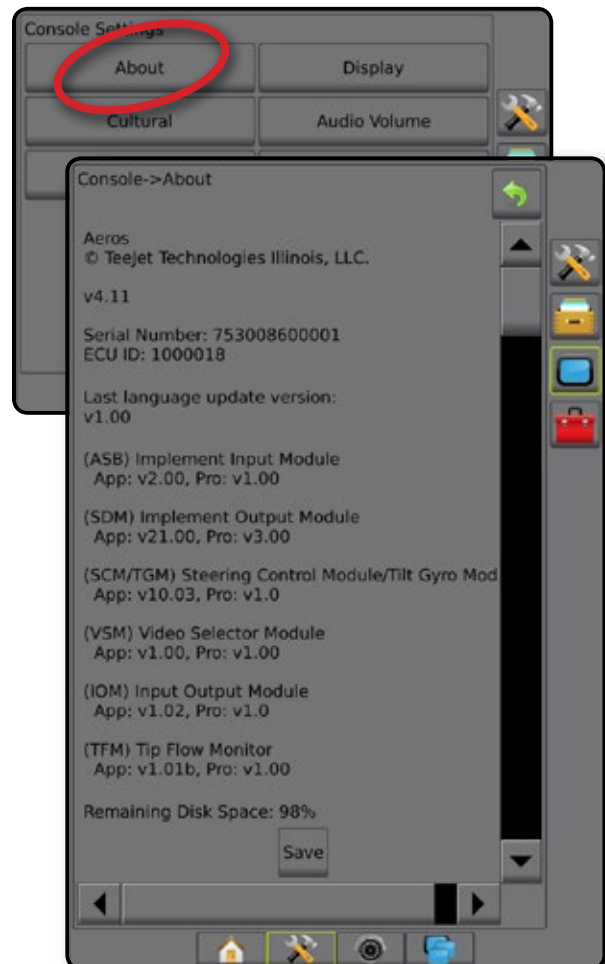 Console Settings
About
Display
Cultural
Audio Volume
Console->About
Aeros
© TeeJet Technologies Illinois, LLC.
v4.11
Serial Number: 753008600001
ECU ID: 1000018
Last language update version:
v1.00
(ASB) Implement Input Module
App: v2.00, Pro: v1.00
(SDM) Implement Output Module
App: v21.00, Pro: v3.00
(SCM/TGM) Steering Control Module/Tilt Gyro Mod
App: v10.03, Pro: v1.0
(VSM) Video Selector Module
App: v1.00, Pro: v1.00
(IOM) Input Output Module
App: v1.02, Pro: v1.0
(TFM) Tip Flow Monitor
App: v1.01b, Pro: v1.00
Remaining Disk Space: 98%
Save